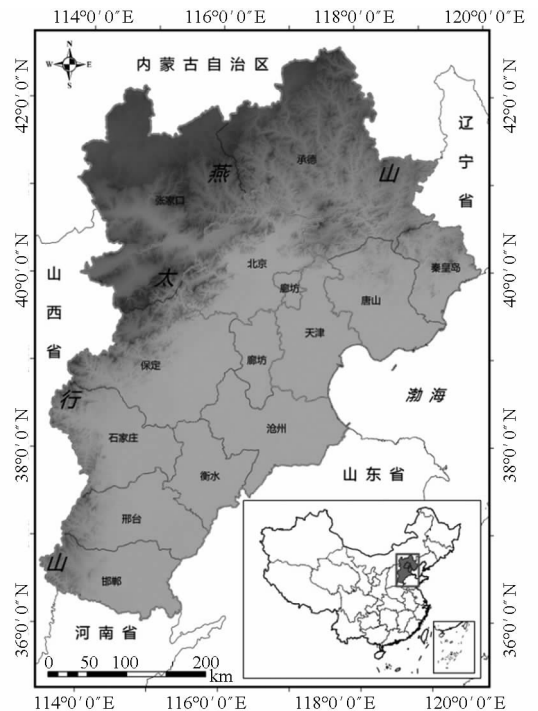 114°0′0″E 116°0′0″E 118°0′0″E 120°0′0″E
N
W E
S
内蒙古自治区
42°0′0″N
42°0′0″N
辽宁省
承德
燕
山
张家口
北京
秦皇岛
太
廊坊
唐山
40°0′0″N
40°0′0″N
山西省
天津
保定
廊坊
渤海
行
沧州
石家庄
38°0′0″N
38°0′0″N
衡水
山东省
邢台
山
邯郸
36°0′0″N
36°0′0″N
河南省
0 50 100 200
km
114°0′0″E 116°0′0″E 118°0′0″E 120°0′0″E